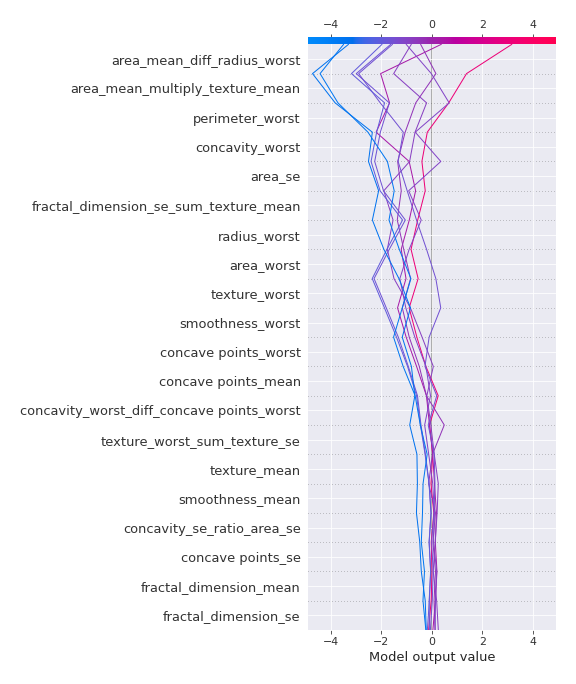 −4 −2 0 2 4
area_mean_diff_radius_worst
area_mean_multiply_texture_mean
perimeter_worst
concavity_worst
area_se
fractal_dimension_se_sum_texture_mean
radius_worst
area_worst
texture_worst
smoothness_worst
concave points_worst
concave points_mean
concavity_worst_diff_concave points_worst
texture_worst_sum_texture_se
texture_mean
smoothness_mean
concavity_se_ratio_area_se
concave points_se
fractal_dimension_mean
fractal_dimension_se
−4 −2 0 2 4
Model output value